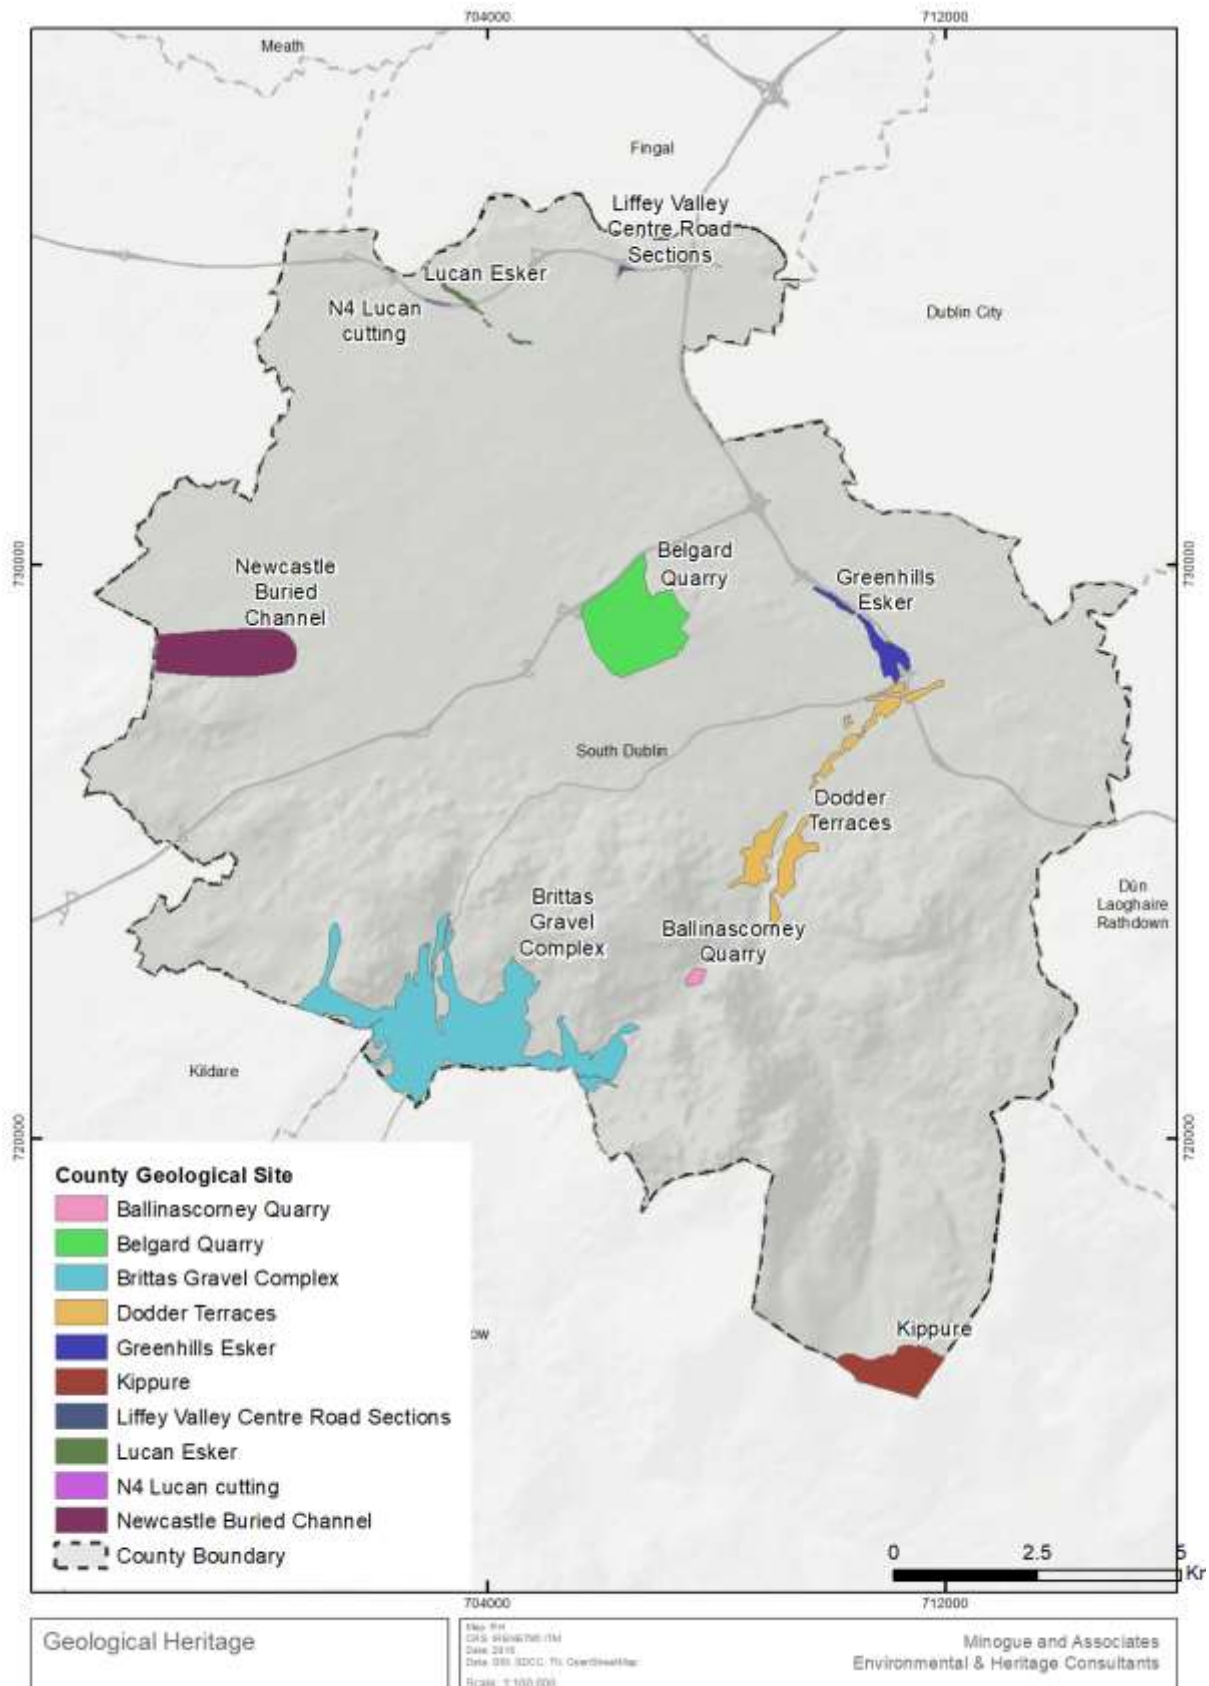 704000
712000
Meath
Fingal
Liffey Valley
Centre Road
Sections
Lucan Esker
N4 Lucan
cutting
Dublin City
730000
730000
Newcastle
Buried
Channel
Belgard
Quarry
Greenhills
Esker
South Dublin
Dodder
Terraces
Brittas
Gravel
Complex
Ballinascorney
Quarry
Dún
Laoghaire
Rathdown
Kildare
720000
720000
County Geological Site
Ballinascorney Quarry
Belgard Quarry
Brittas Gravel Complex
Dodder Terraces
Greenhills Esker
Kippure
Liffey Valley Centre Road Sections
Lucan Esker
N4 Lucan cutting
Newcastle Buried Channel
County Boundary
ow
Kippure
0 2.5 5
704000
712000
Geological Heritage
Minogue and Associates
Environmental & Heritage Consultants